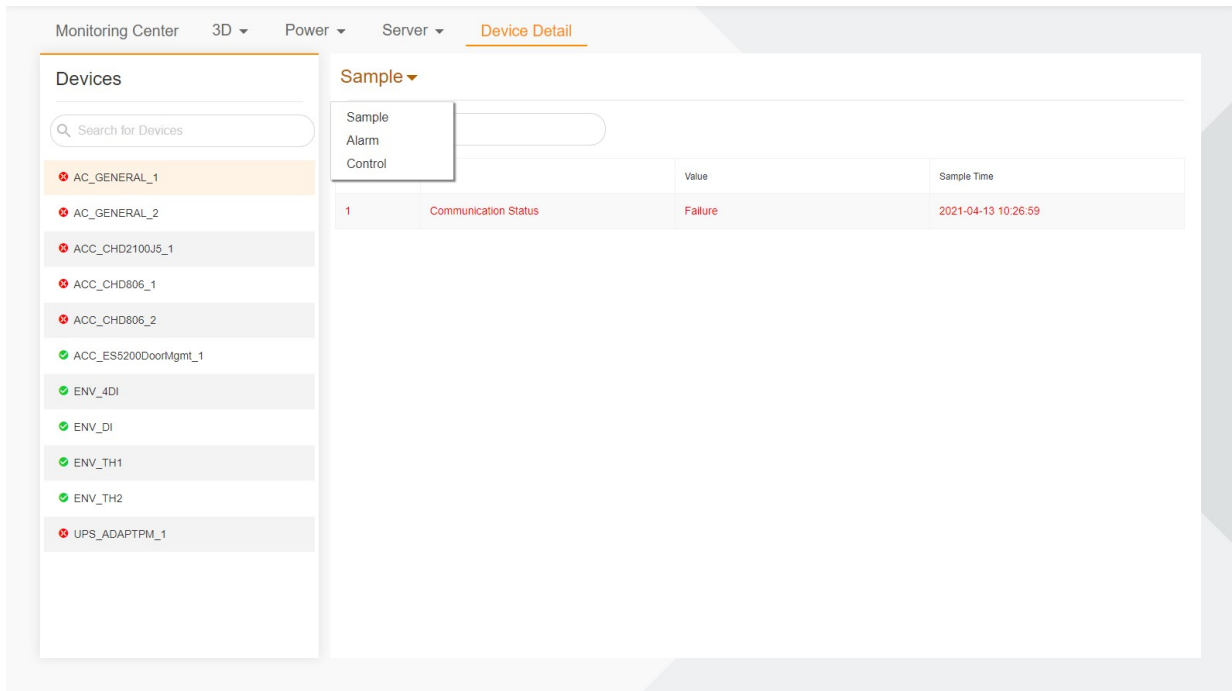 Monitoring Center 3D Power Server Device Detail
Devices
Search for Devices
AC_GENERAL_1
AC_GENERAL_2
ACC_CHD2100J5_1
ACC_CHD806_1
ACC_CHD806_2
ACC_ES5200DoorMgmt_1
ENV_4DI
ENV_DI
ENV_TH1
ENV_TH2
UPS_ADAPTPM_1
Sample
Sample
Alarm
Control
Value Sample Time
1 Communication Status Failure 2021-04-13 10:26:59